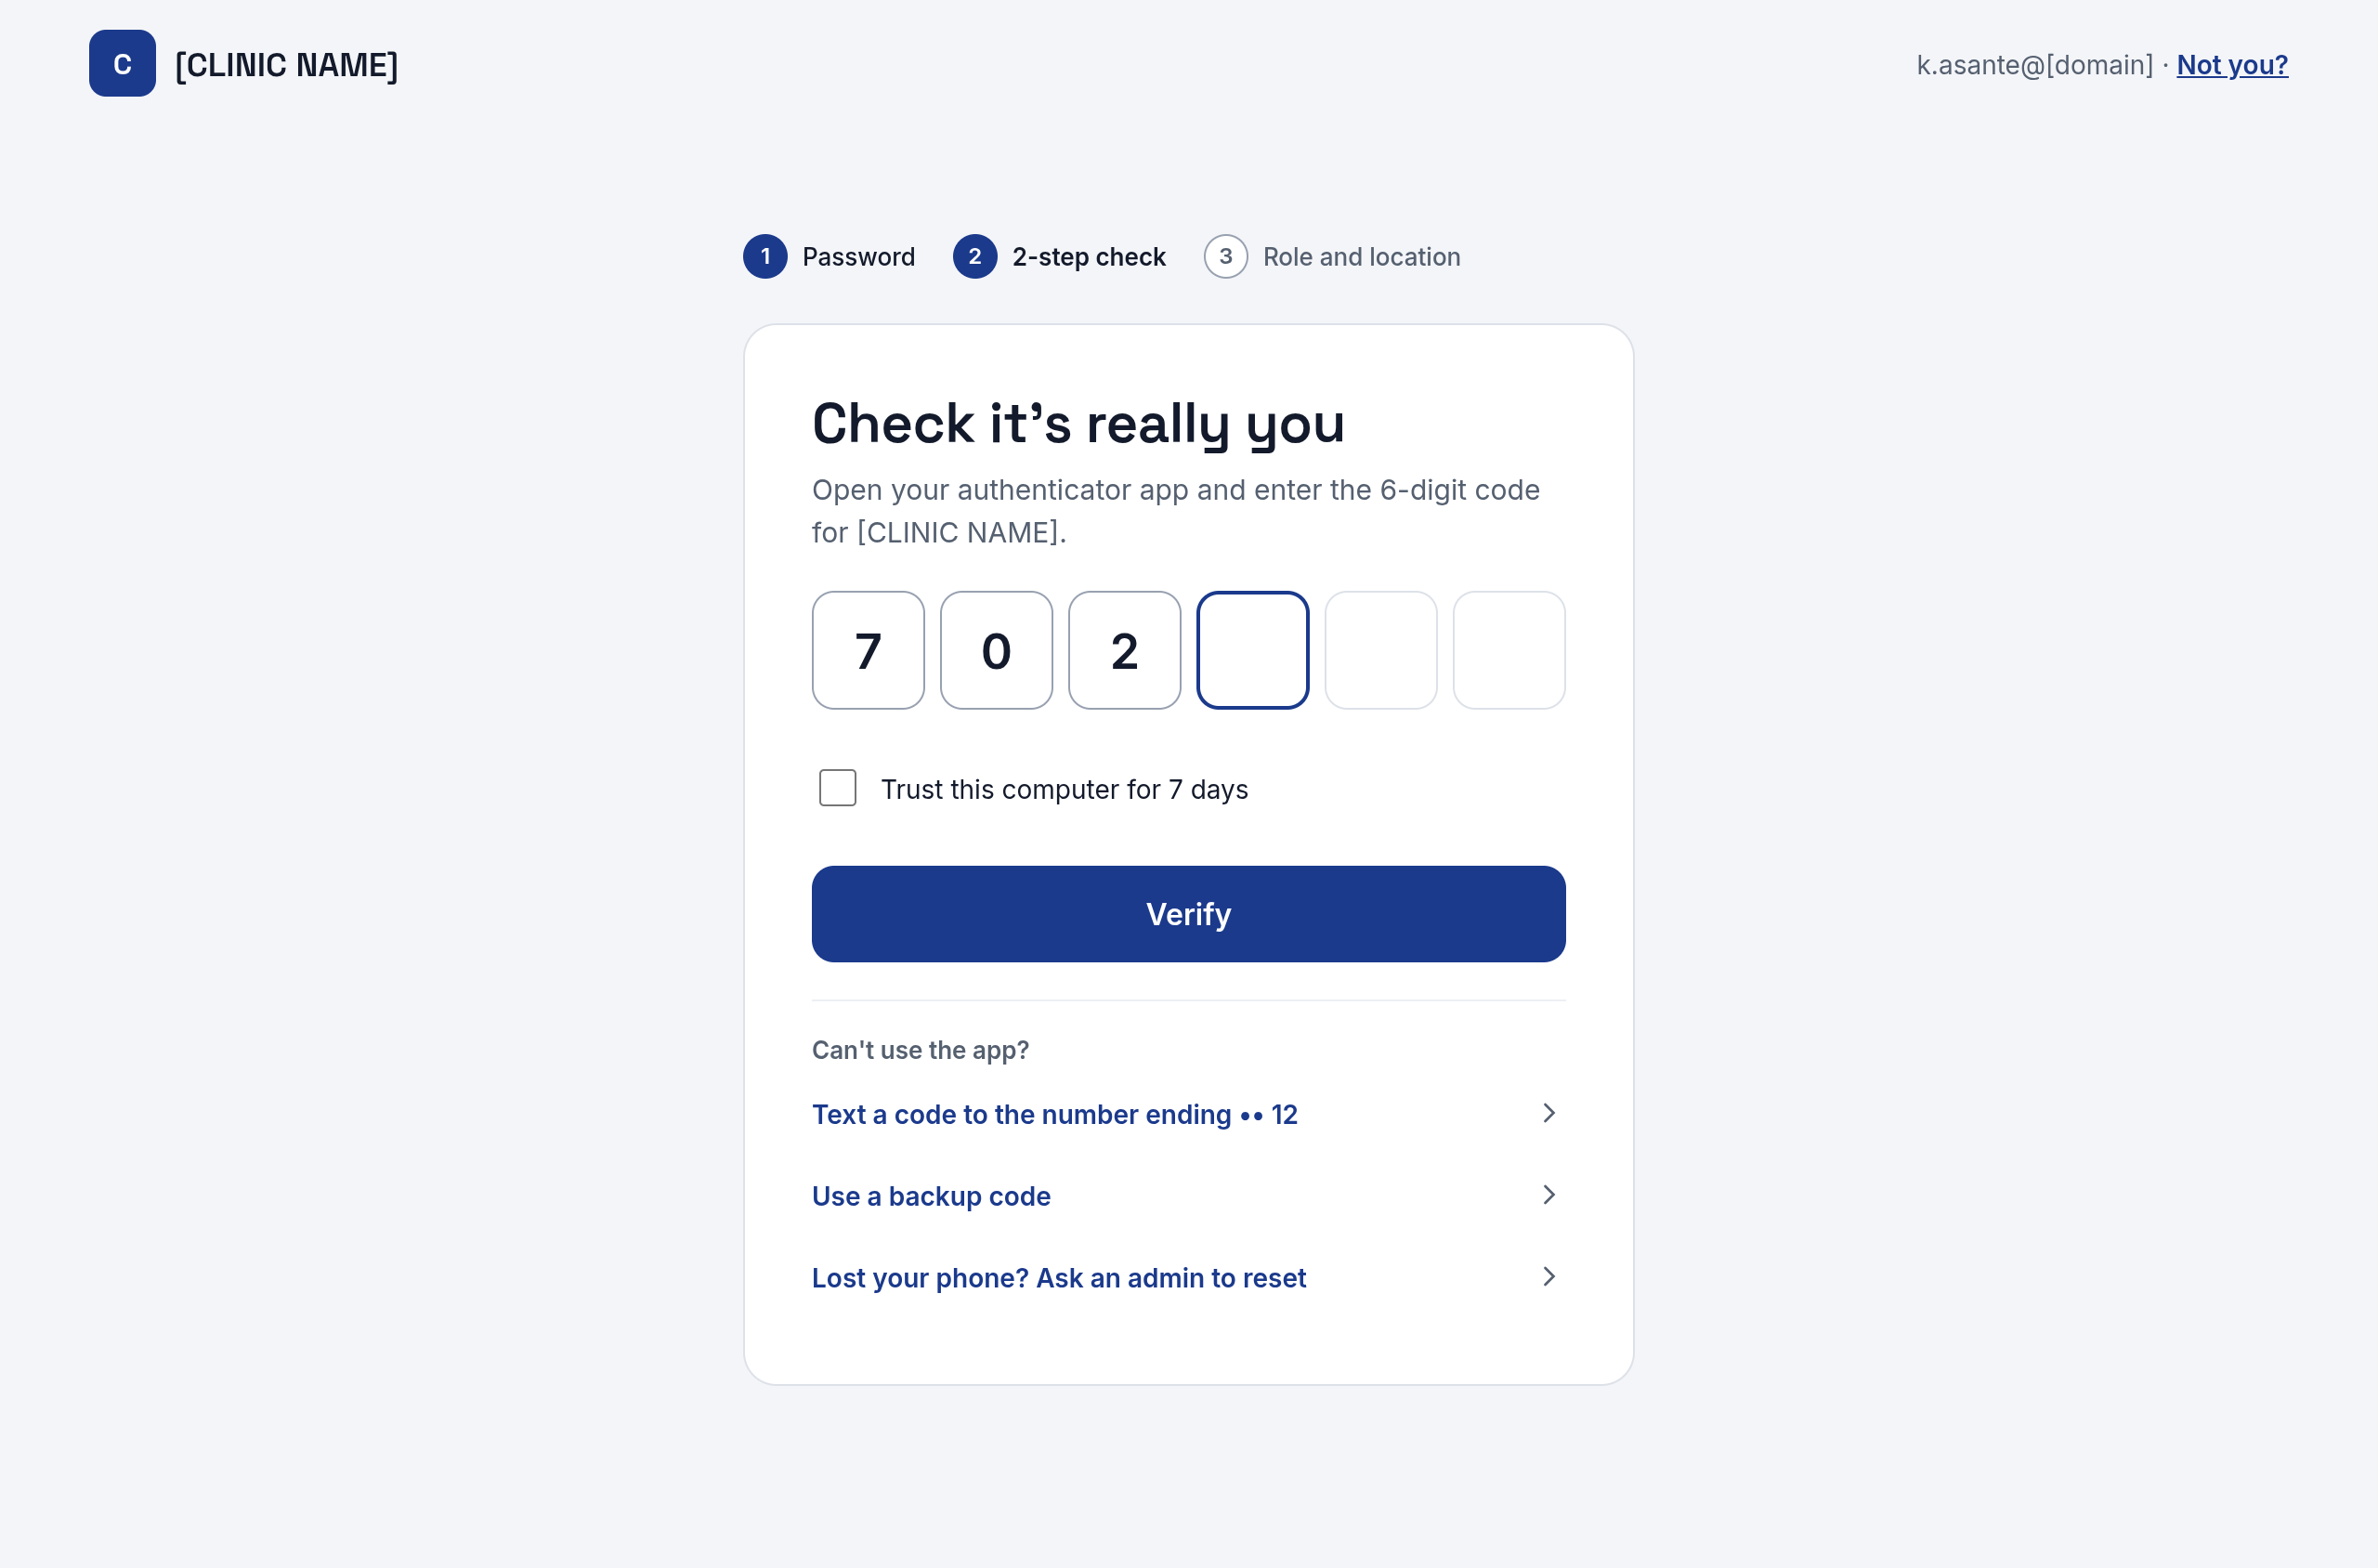 C
[CLINIC NAME]
k.asante@[domain] · Not you?
1 Password
2 2-step check
3 Role and location
Check it’s really you
Open your authenticator app and enter the 6-digit code
for [CLINIC NAME].
7 0 2
Trust this computer for 7 days
Verify
Can't use the app?
Text a code to the number ending •• 12
Use a backup code
Lost your phone? Ask an admin to reset